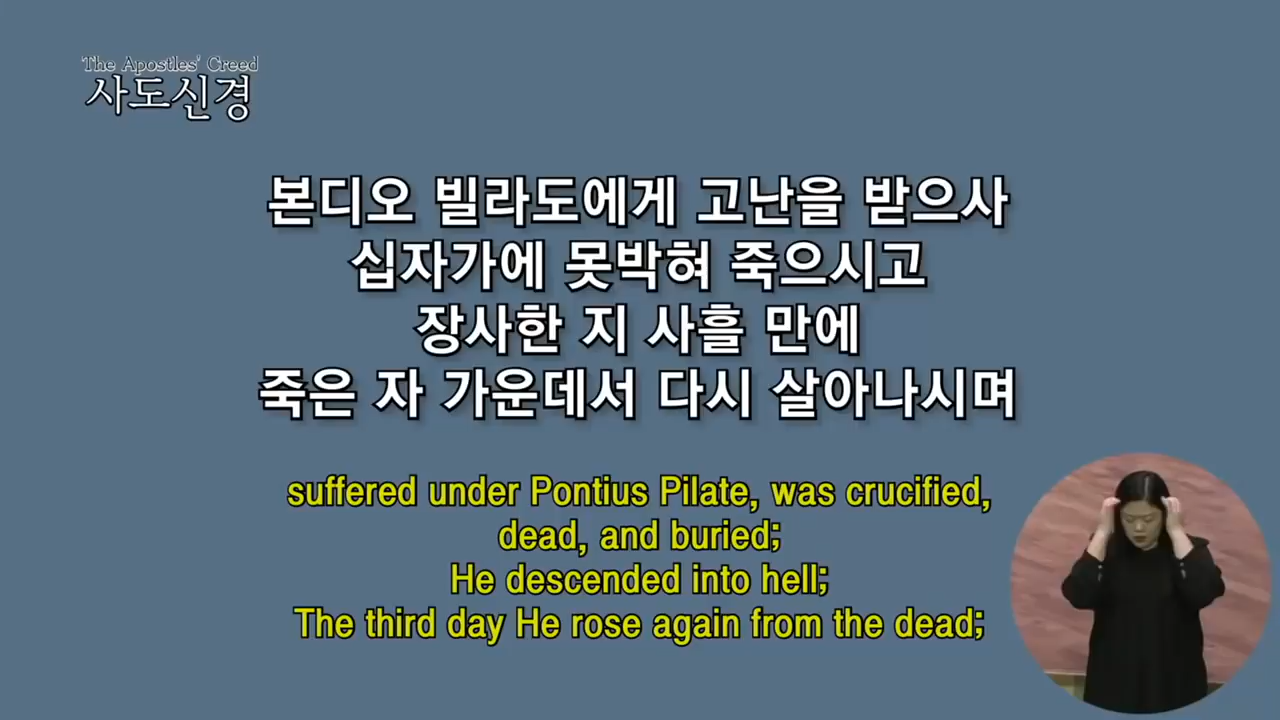 The Apostles' Creed
사도신경
본디오 빌라도에게 고난을 받으사
십자가에 못박혀 죽으시고
장사한 지 사흘 만에
죽은 자 가운데서 다시 살아나시며
suffered under Pontius Pilate, was crucified,
dead, and buried;
He descended into hell;
The third day He rose again from the dead;